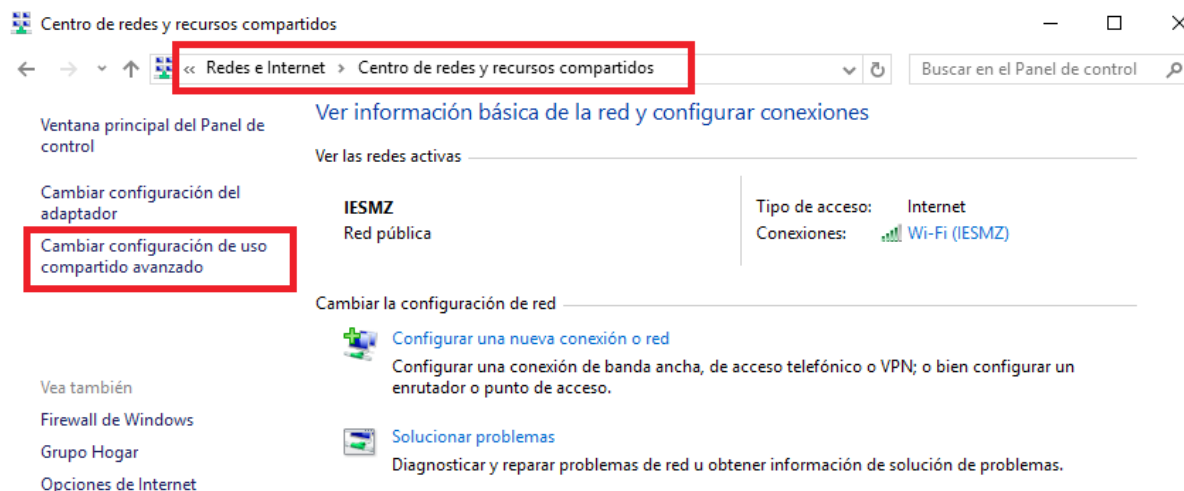 Centro de redes y recursos compartidos
« Redes e Internet > Centro de redes y recursos compartidos
Buscar en el Panel de control
Ventana principal del Panel de
control
Cambiar configuración del
adaptador
Cambiar configuración de uso
compartido avanzado
Vea también
Firewall de Windows
Grupo Hogar
Opciones de Internet
Ver información básica de la red y configurar conexiones
Ver las redes activas
IESMZ
Red pública
Tipo de acceso: Internet
Conexiones: Wi-Fi (IESMZ)
Cambiar la configuración de red
Configurar una nueva conexión o red
Configurar una conexión de banda ancha, de acceso telefónico o VPN; o bien configurar un
enrutador o punto de acceso.
Solucionar problemas
Diagnosticar y reparar problemas de red u obtener información de solución de problemas.